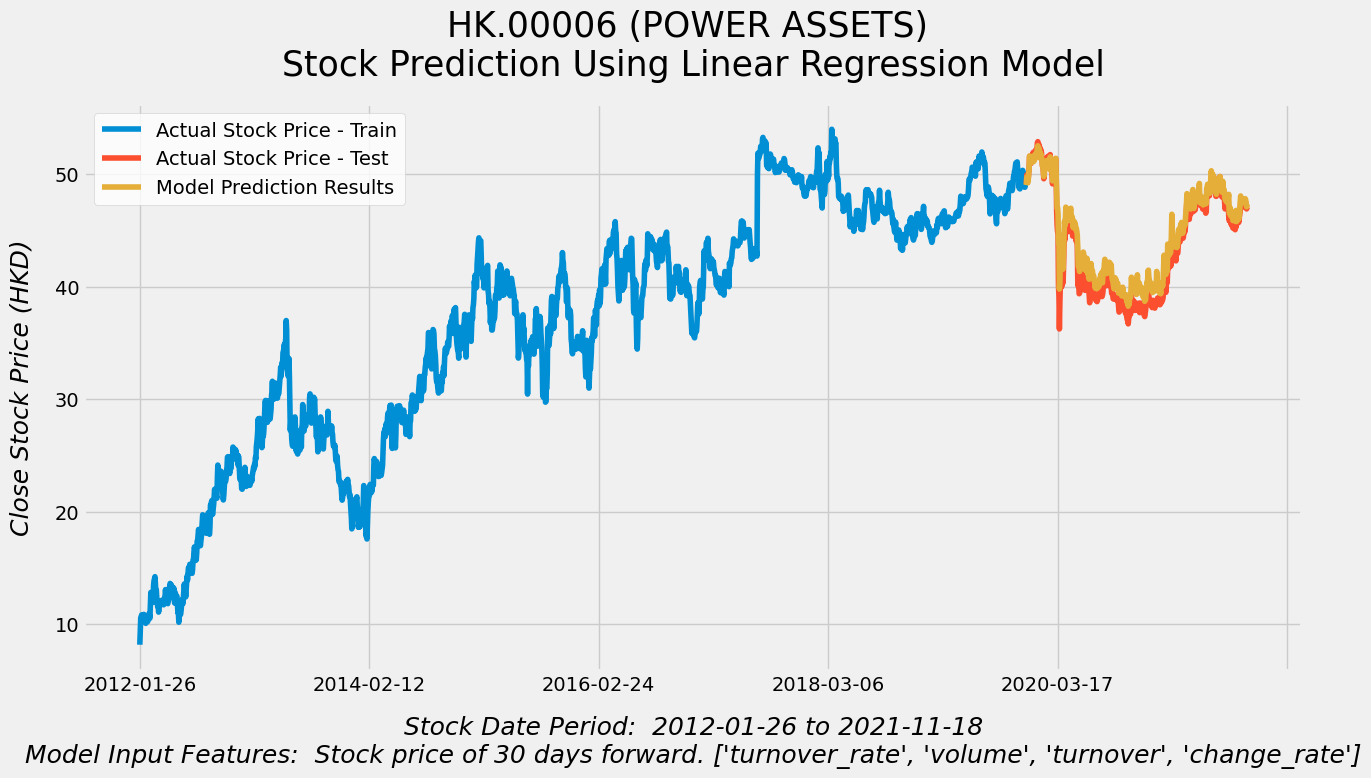 HK.00006 (POWER ASSETS)
Stock Prediction Using Linear Regression Model
Actual Stock Price - Train
Actual Stock Price - Test
Model Prediction Results
Close Stock Price (HKD)
50
40
30
20
10
2012-01-26
2014-02-12
2016-02-24
2018-03-06
2020-03-17
Stock Date Period:  2012-01-26 to 2021-11-18
Model Input Features:  Stock price of 30 days forward. ['turnover_rate', 'volume', 'turnover', 'change_rate']